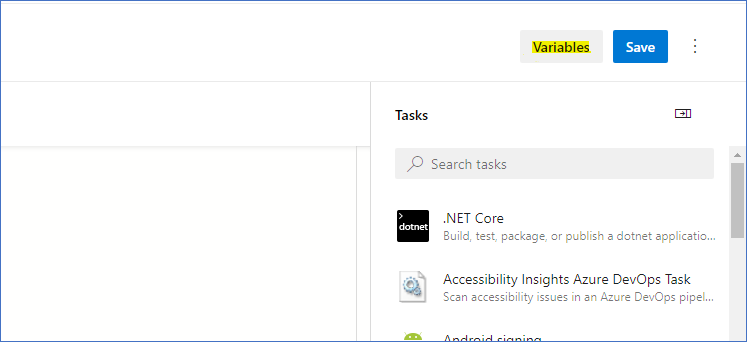 Variables Save
Tasks
Search tasks
dotnet
.NET Core
Build, test, package, or publish a dotnet applicatio...
Accessibility Insights Azure DevOps Task
Scan accessibility issues in an Azure DevOps pipel...
Android signing